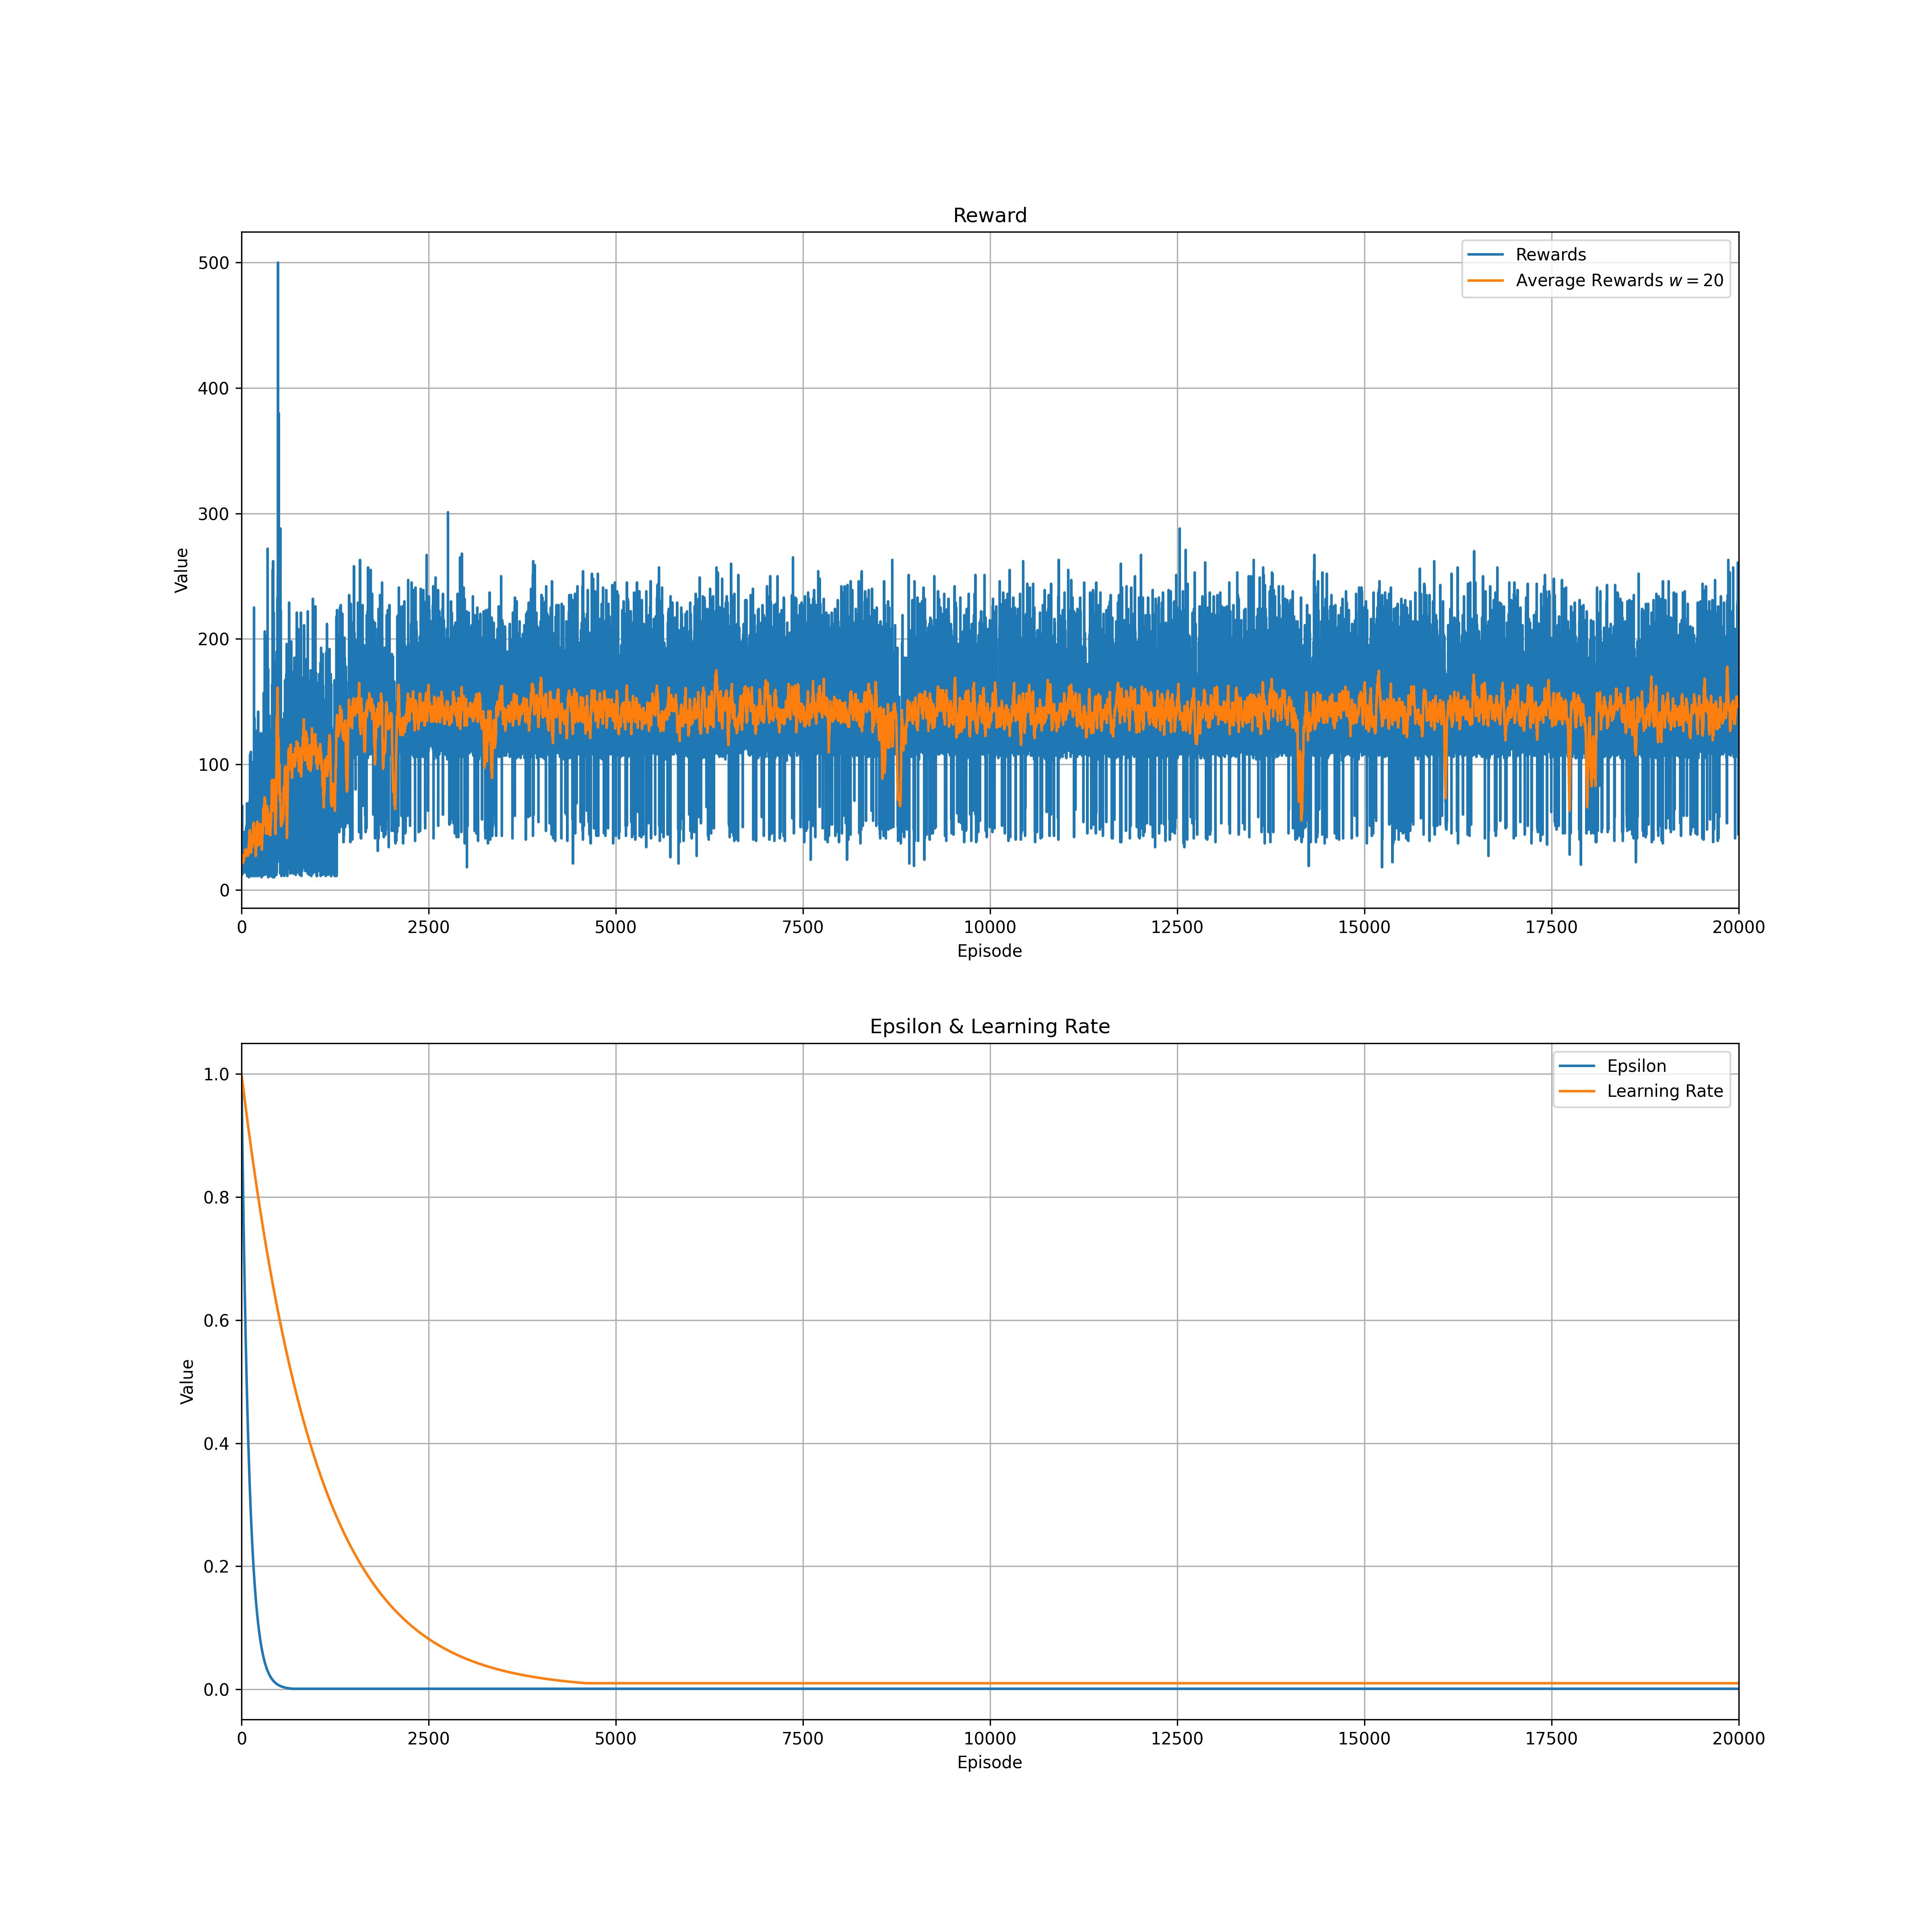 Reward
500
400
300
200
100
0
Value
Rewards
Average Rewards w = 20
0 2500 5000 7500 10000 12500 15000 17500 20000
Episode
Epsilon & Learning Rate
1.0
0.8
0.6
0.4
0.2
0.0
Value
Epsilon
Learning Rate
0 2500 5000 7500 10000 12500 15000 17500 20000
Episode